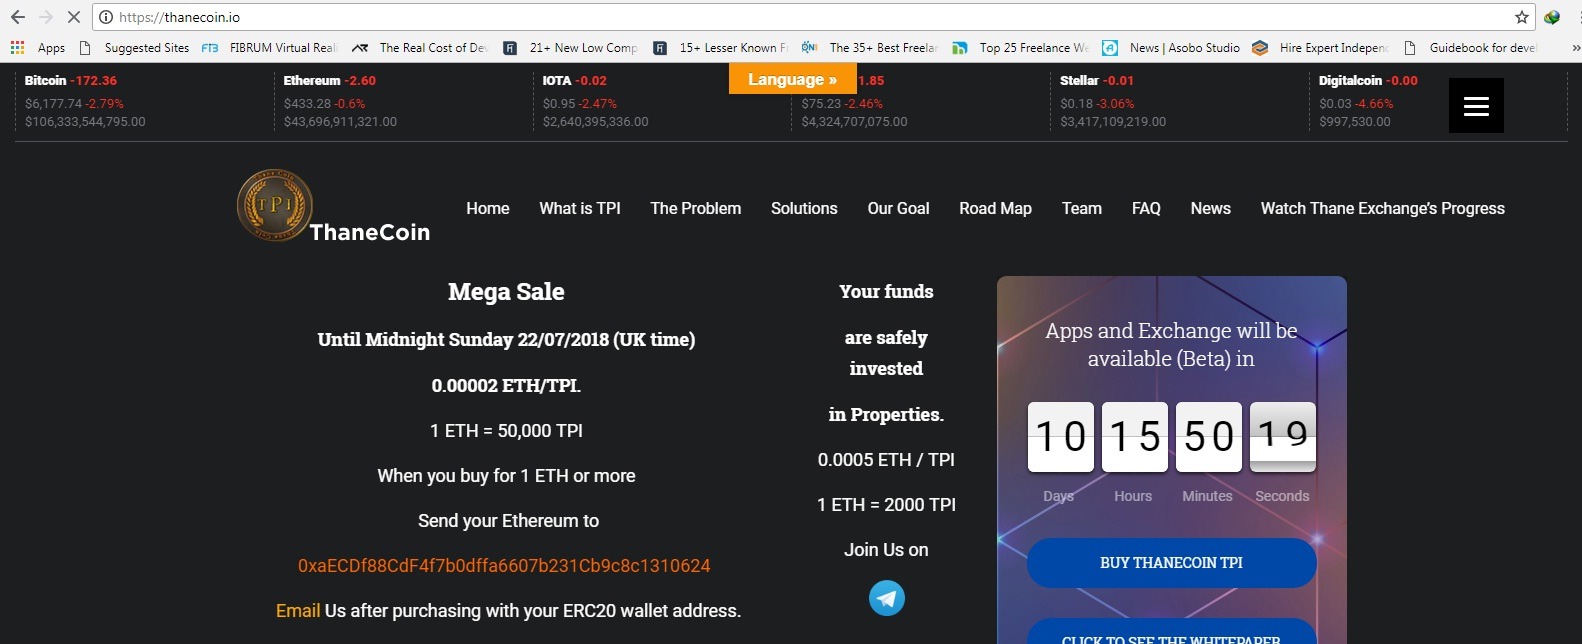 https://thanecoin.io
Apps Suggested Sites FIBRUM Virtual Reali The Real Cost of Dev 21+ New Low Comp 15+ Lesser Known Fr The 35+ Best Freelan Top 25 Freelance We News | Asobo Studio Hire Expert Independ Guidebook for devel »
Bitcoin -172.36
$6,177.74 -2.79%
$106,333,544,795.00
Ethereum -2.60
$433.28 -0.6%
$43,696,911,321.00
IOTA -0.02
$0.95 -2.47%
$2,640,395,336.00
Language »
1.85
$75.23 -2.46%
$4,324,707,075.00
Stellar -0.01
$0.18 -3.06%
$3,417,109,219.00
Digitalcoin -0.00
$0.03 -4.66%
$997,530.00
TPI
ThaneCoin
Home What is TPI The Problem Solutions Our Goal Road Map Team FAQ News Watch Thane Exchange's Progress
Mega Sale
Until Midnight Sunday 22/07/2018 (UK time)
0.00002 ETH/TPI.
1 ETH = 50,000 TPI
When you buy for 1 ETH or more
Send your Ethereum to
0xaECDf88CdF4f7b0dffa6607b231Cb9c8c1310624
Email Us after purchasing with your ERC20 wallet address.
Your funds
are safely
invested
in Properties.
0.0005 ETH / TPI
1 ETH = 2000 TPI
Join Us on
Apps and Exchange will be
available (Beta) in
10 15 50 19
Days Hours Minutes Seconds
BUY THANECOIN TPI
CLICK TO SEE THE WHITEPAPER